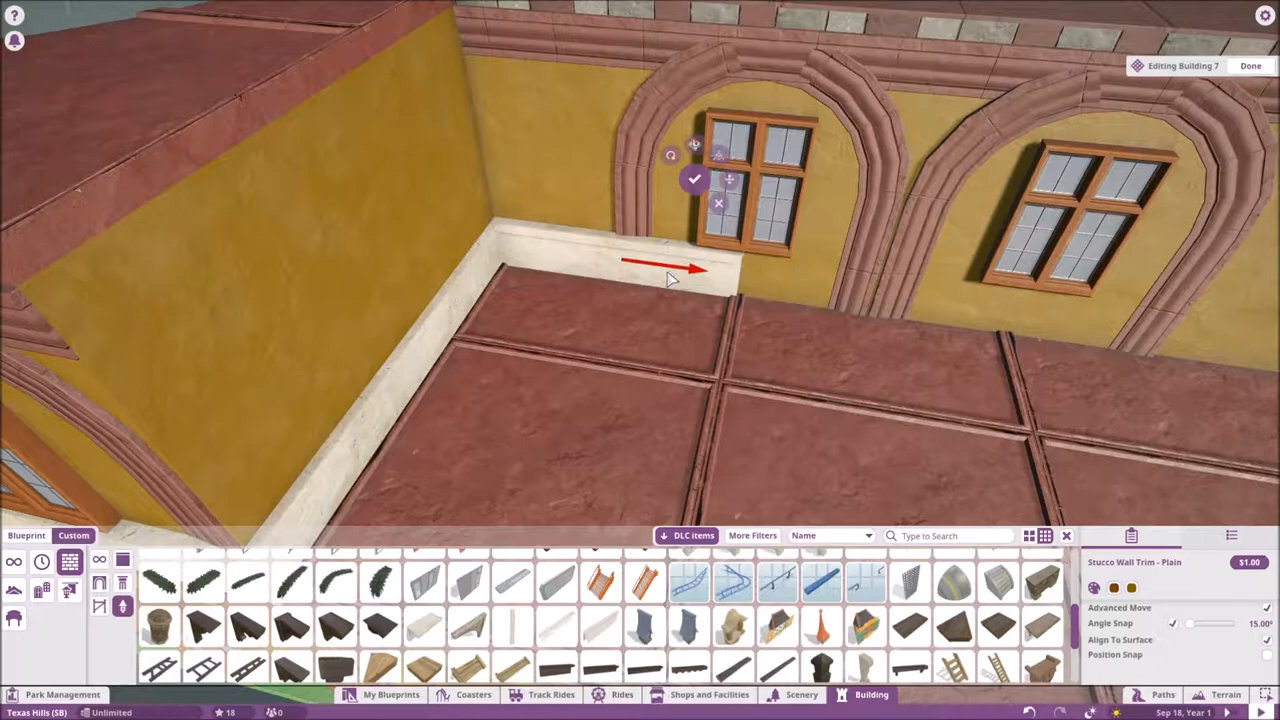 ?
Editing Building 7 Done
Blueprint Custom DLC items More Filters Name Type to Search
Stucco Wall Trim - Plain $1.00
Advanced Move
Angle Snap 15.00°
Align To Surface
Position Snap
Park Management My Blueprints Coasters Track Rides Rides Shops and Facilities Scenery Building Paths Terrain
Texas Hills (SB) Unlimited 18 0 Sep 18, Year 1